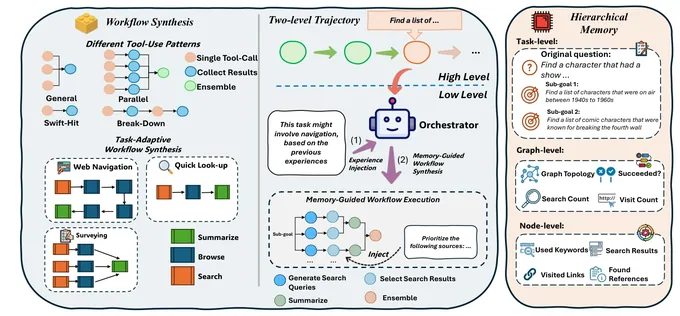 Workflow Synthesis
Different Tool-Use Patterns
General
Parallel
Swift-Hit
Break-Down
Single Tool-Call
Collect Results
Ensemble
Task-Adaptive
Workflow Synthesis
Web Navigation
Quick Look-up
Surveying
Summarize
Browse
Search
Two-level Trajectory
Find a list of ...
...
High Level
Low Level
This task might
involve navigation,
based on the
previous
experiences
Orchestrator
(1)
Experience
Injection
(2)
Memory-Guided
Workflow
Synthesis
Memory-Guided Workflow Execution
Sub-goal
... ...
Prioritize the
following sources: ...
Inject
Generate Search
Queries
Select Search Results
Summarize
Ensemble
Hierarchical
Memory
Task-level:
Original question:
?
Find a character that had a
show ...
Sub-goal 1:
Find a list of characters that were on air
between 1940s to 1960s
Sub-goal 2:
Find a list of comic characters that were
known for breaking the fourth wall
Graph-level:
Graph Topology
Succeeded?
Search Count
http://
Visit Count
Node-level:
Used Keywords
Search Results
Visited Links
Found
References